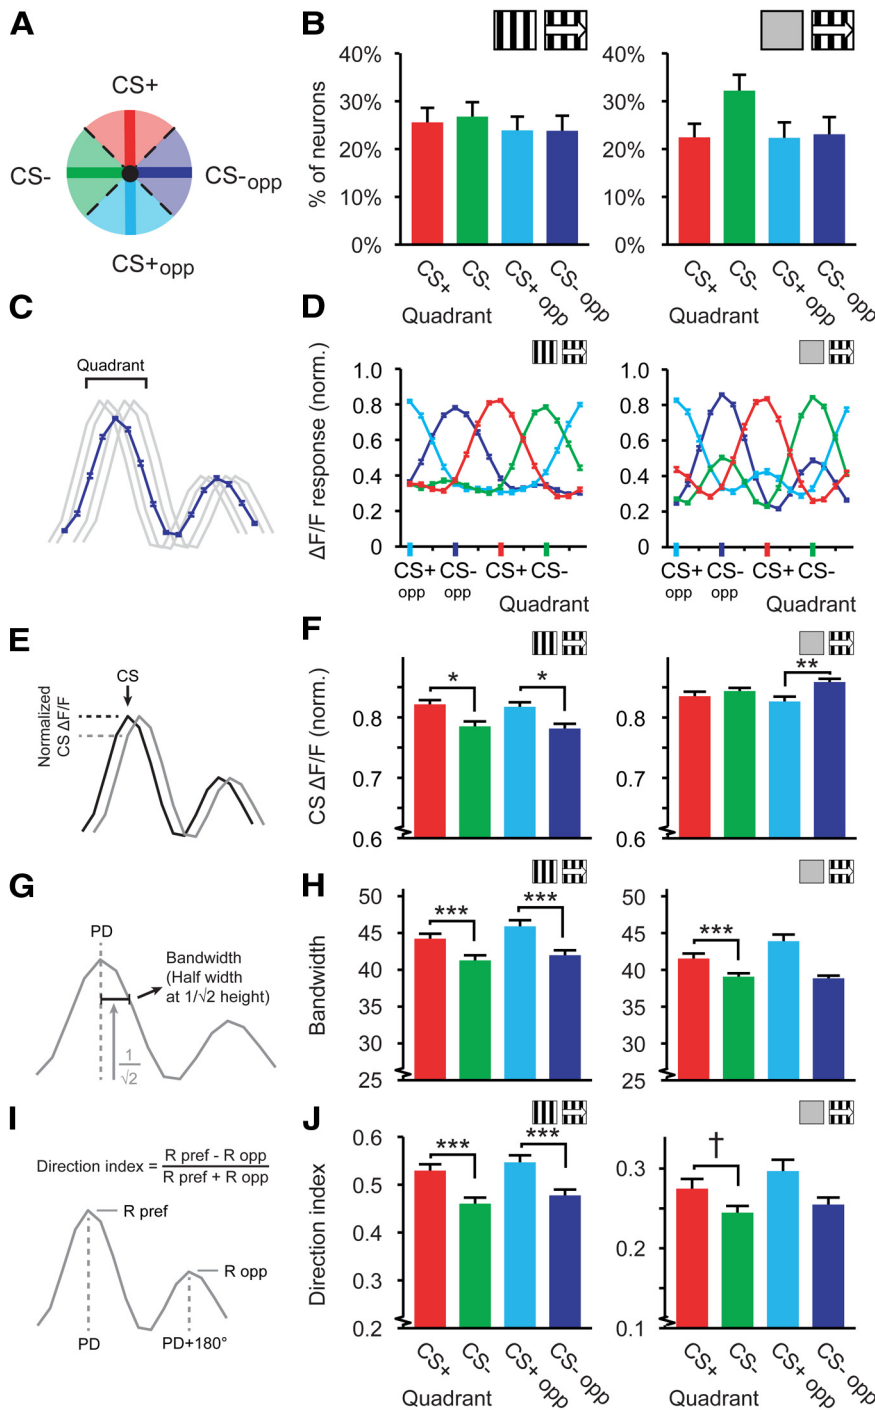 A
CS+
CS-
CS-opp
CS+opp
B
% of neurons
40%
30%
20%
10%
0%
CS+
CS-
CS+ opp
CS- opp
Quadrant
40%
30%
20%
10%
0%
CS+
CS-
CS+ opp
CS- opp
Quadrant
C
Quadrant
D
ΔF/F response (norm.)
1.0
0.8
0.6
0.4
0.2
0
CS+ opp
CS- opp
CS+
CS-
Quadrant
1.0
0.8
0.6
0.4
0.2
0
CS+ opp
CS- opp
CS+
CS-
Quadrant
E
CS
Normalized
CS ΔF/F
F
CS ΔF/F (norm.)
0.8
0.7
0.6
*
*
0.8
0.7
0.6
**
G
PD
Bandwidth
(Half width
at 1/√2 height)
1
√2
H
Bandwidth
50
45
40
35
30
25
***
***
50
45
40
35
30
25
***
I
Direction index = R pref - R opp
R pref + R opp
R pref
R opp
PD
PD+180°
J
Direction index
0.6
0.5
0.4
0.3
0.2
***
***
CS+
CS-
CS+ opp
CS- opp
Quadrant
0.3
0.2
0.1
†
CS+
CS-
CS+ opp
CS- opp
Quadrant